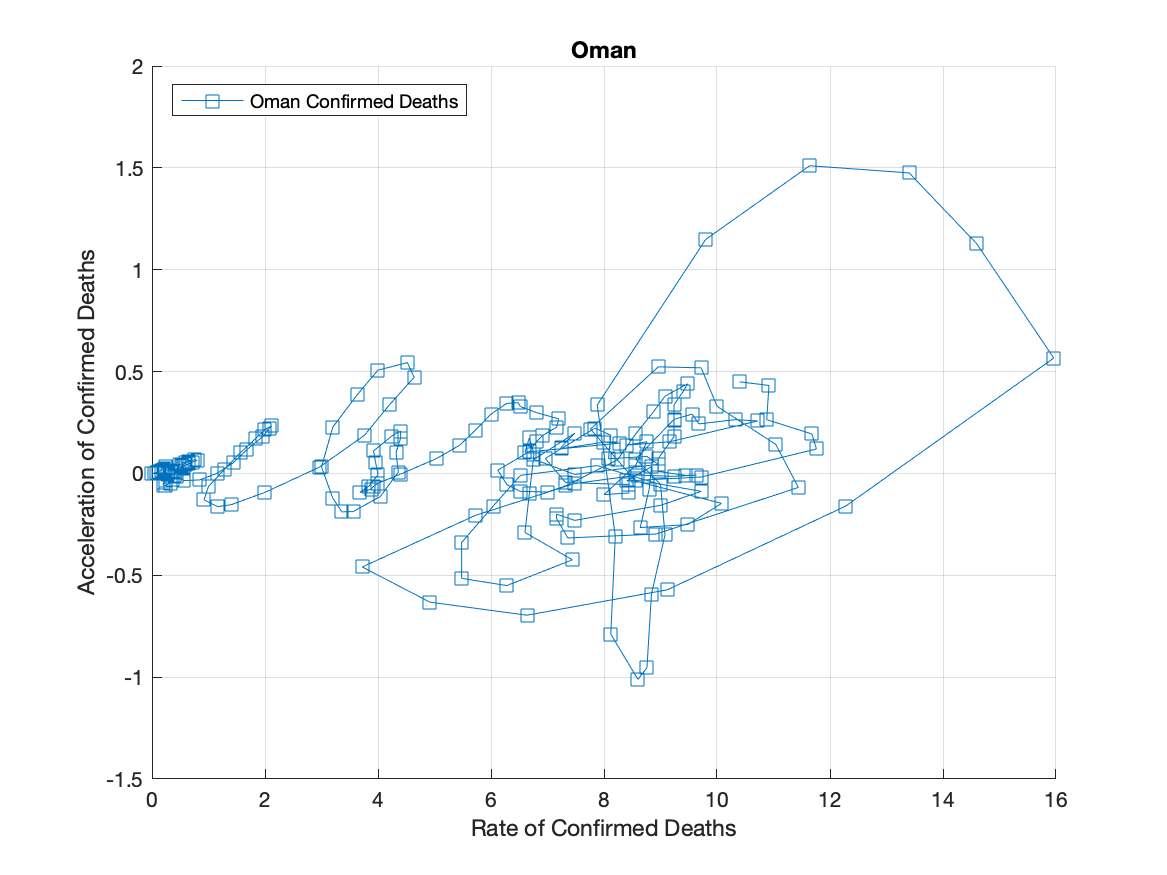 Oman
2
Oman Confirmed Deaths
1.5
1
0.5
0
-0.5
-1
-1.5
Acceleration of Confirmed Deaths
0 2 4 6 8 10 12 14 16
Rate of Confirmed Deaths